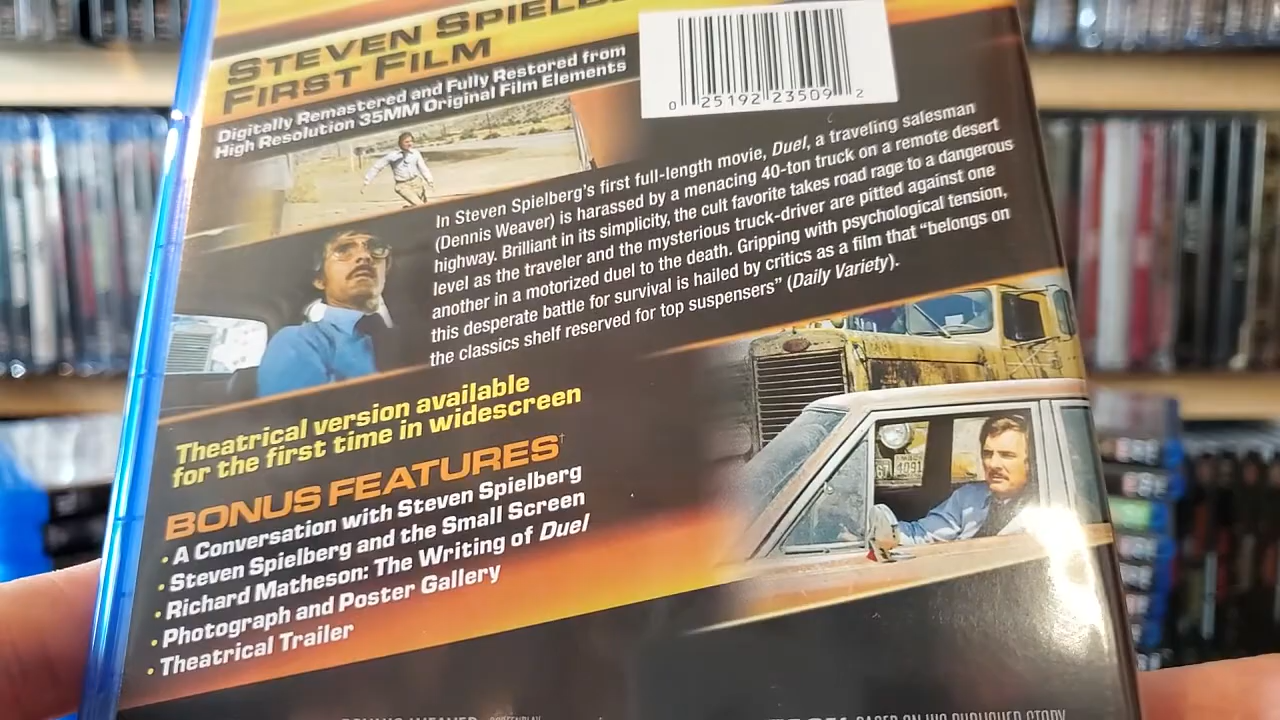 STEVEN SPIELB
FIRST FILM
Digitally Remastered and Fully Restored from
High Resolution 35MM Original Film Elements
0 25192 23509 2
In Steven Spielberg's first full-length movie, Duel, a traveling salesman
(Dennis Weaver) is harassed by a menacing 40-ton truck on a remote desert
highway. Brilliant in its simplicity, the cult favorite takes road rage to a dangerous
level as the traveler and the mysterious truck-driver are pitted against one
another in a motorized duel to the death. Gripping with psychological tension,
this desperate battle for survival is hailed by critics as a film that “belongs on
the classics shelf reserved for top suspensers” (Daily Variety).
Theatrical version available
for the first time in widescreen
BONUS FEATURES†
• A Conversation with Steven Spielberg
• Steven Spielberg and the Small Screen
• Richard Matheson: The Writing of Duel
• Photograph and Poster Gallery
• Theatrical Trailer
67 4091
BASED ON HIS PUBLISHED STORY